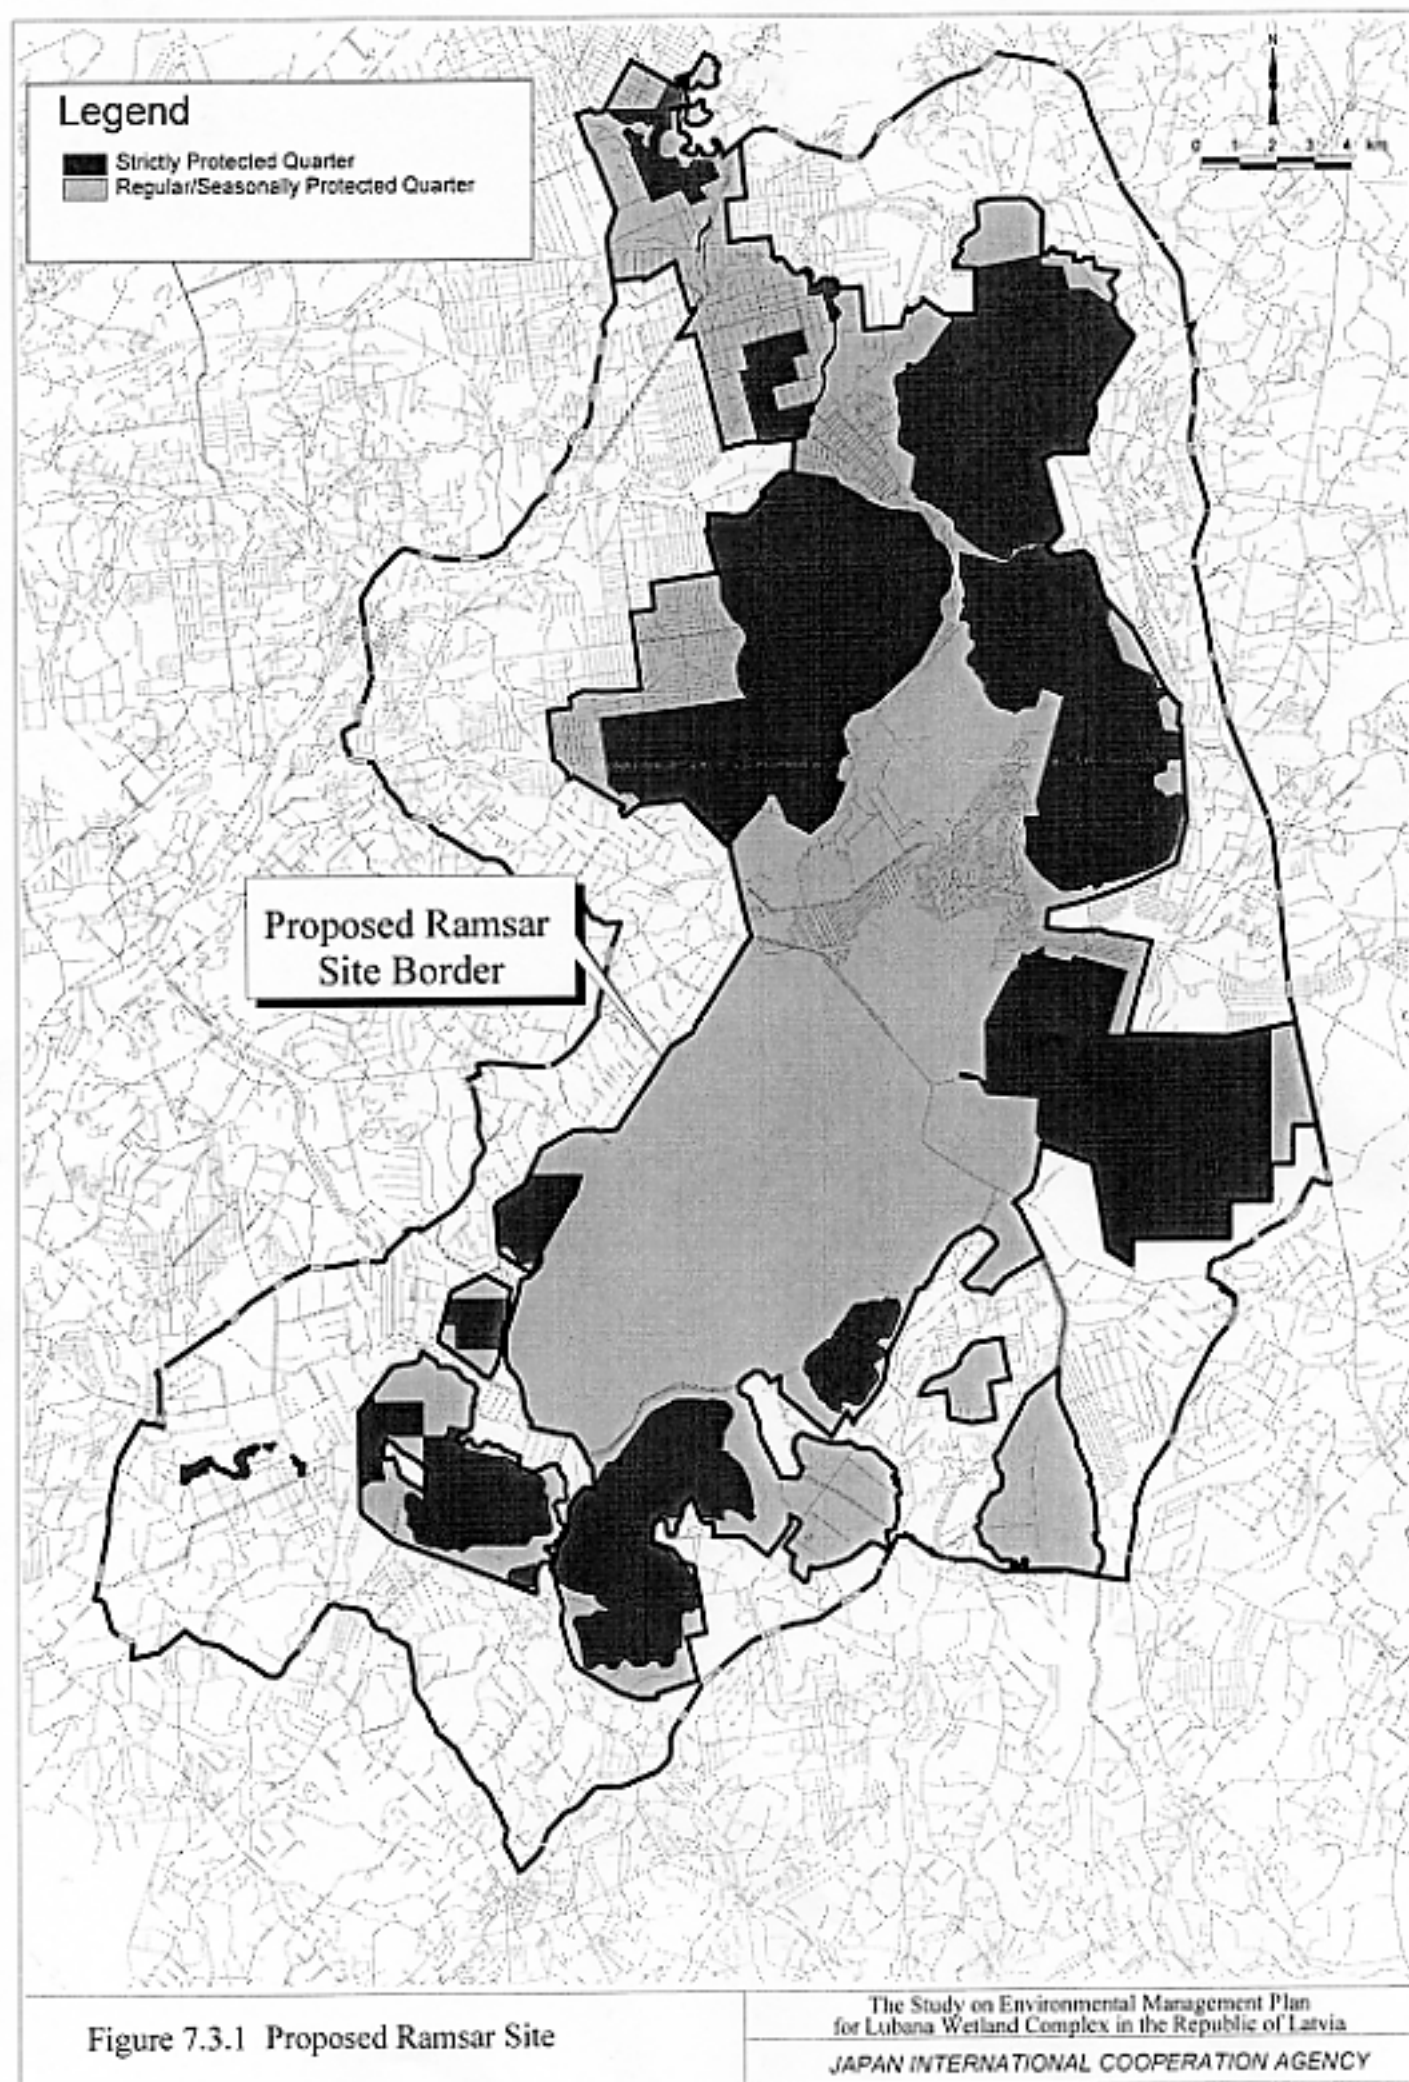 Legend
Strictly Protected Quarter
Regular/Seasonally Protected Quarter
N
0 1 2 3 4 km
Proposed Ramsar
Site Border
Figure 7.3.1 Proposed Ramsar Site
The Study on Environmental Management Plan
for Lubana Wetland Complex in the Republic of Latvia
JAPAN INTERNATIONAL COOPERATION AGENCY